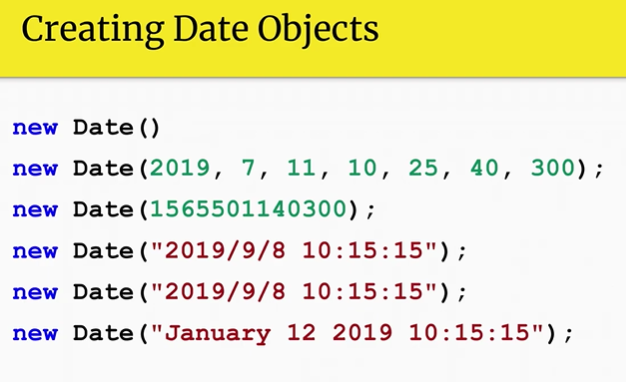 Creating Date Objects
new Date()
new Date(2019, 7, 11, 10, 25, 40, 300);
new Date(1565501140300);
new Date("2019/9/8 10:15:15");
new Date("2019/9/8 10:15:15");
new Date("January 12 2019 10:15:15");